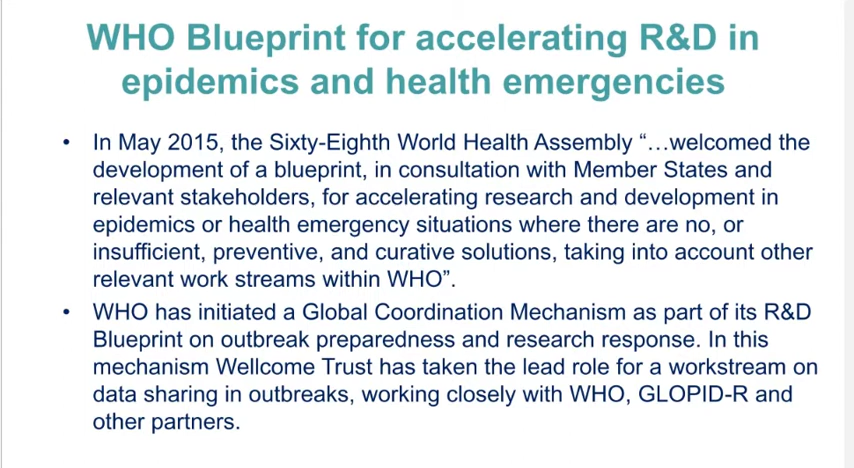 WHO Blueprint for accelerating R&D in
epidemics and health emergencies
• In May 2015, the Sixty-Eighth World Health Assembly “…welcomed the
development of a blueprint, in consultation with Member States and
relevant stakeholders, for accelerating research and development in
epidemics or health emergency situations where there are no, or
insufficient, preventive, and curative solutions, taking into account other
relevant work streams within WHO”.
• WHO has initiated a Global Coordination Mechanism as part of its R&D
Blueprint on outbreak preparedness and research response. In this
mechanism Wellcome Trust has taken the lead role for a workstream on
data sharing in outbreaks, working closely with WHO, GLOPID-R and
other partners.